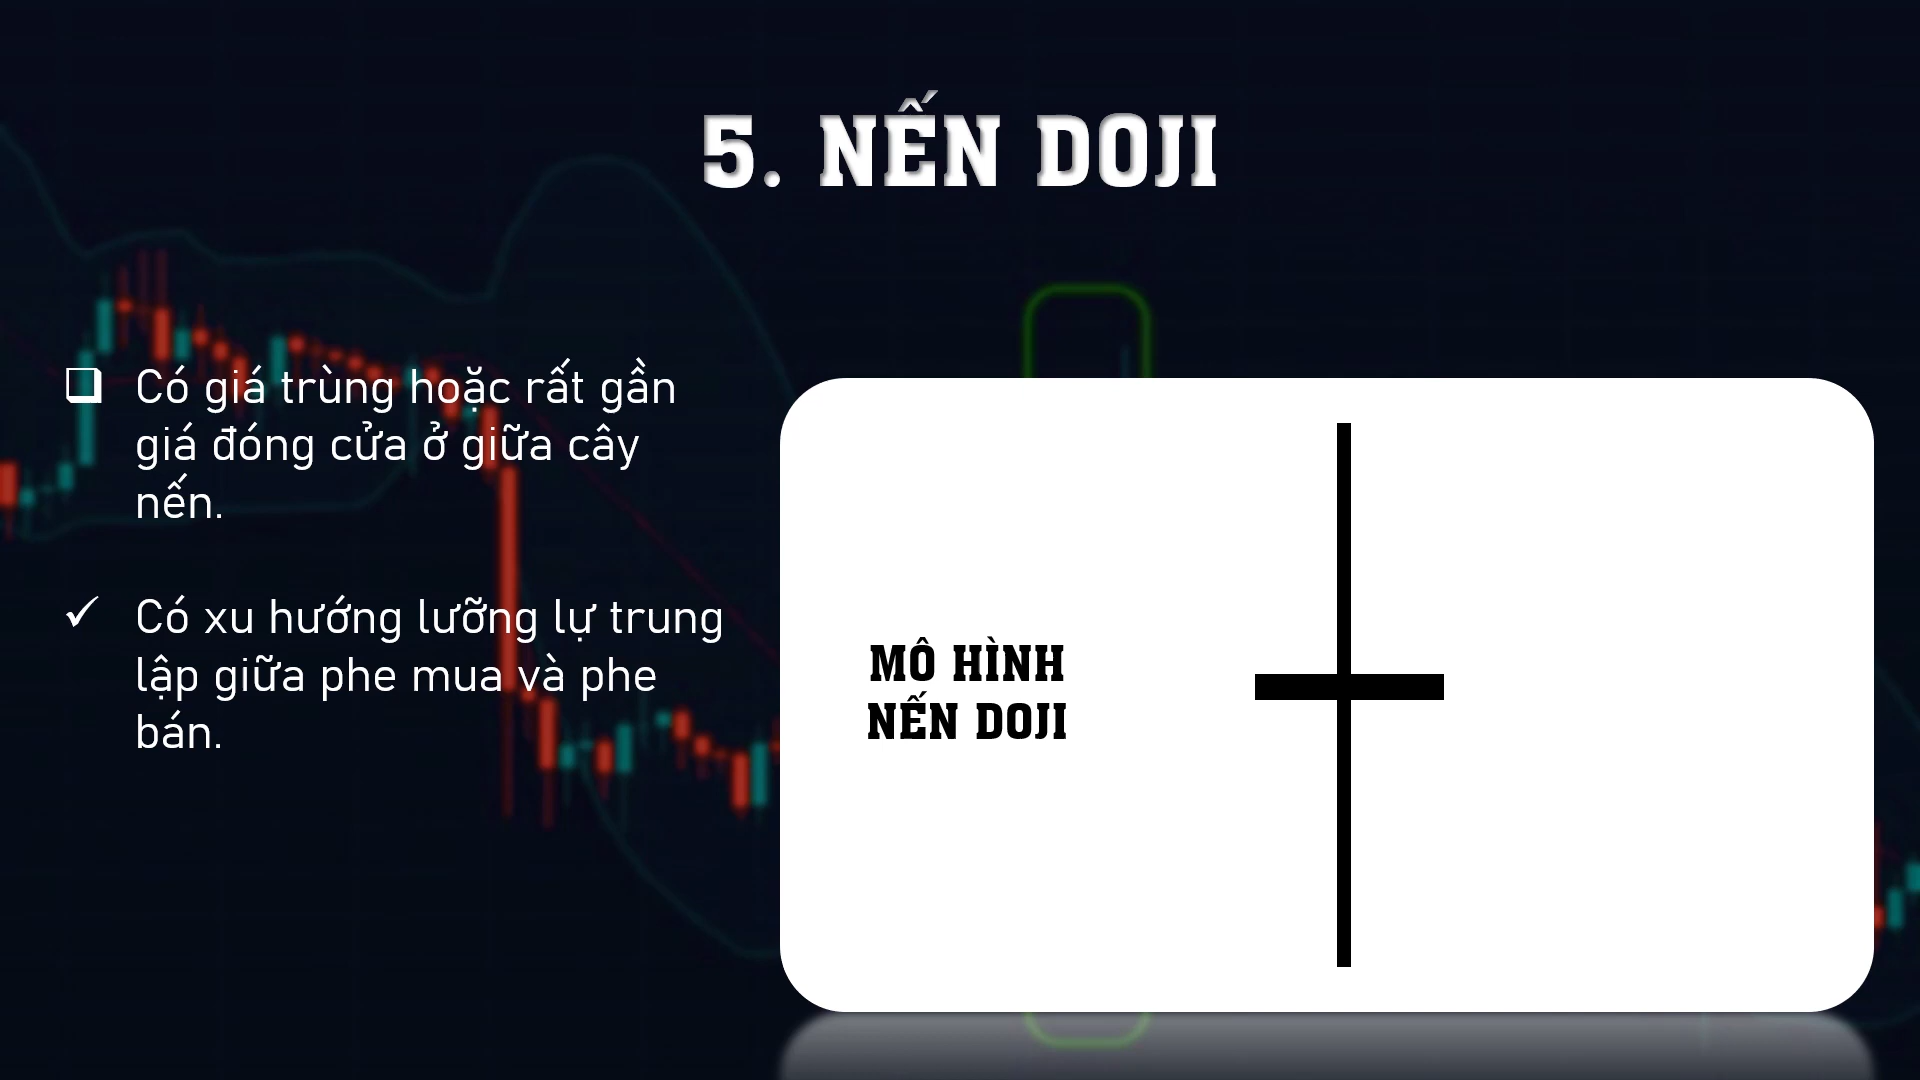 5. NẾN DOJI
Có giá trùng hoặc rất gần
giá đóng cửa ở giữa cây
nến.
Có xu hướng lưỡng lự trung
lập giữa phe mua và phe
bán.
MÔ HÌNH
NẾN DOJI